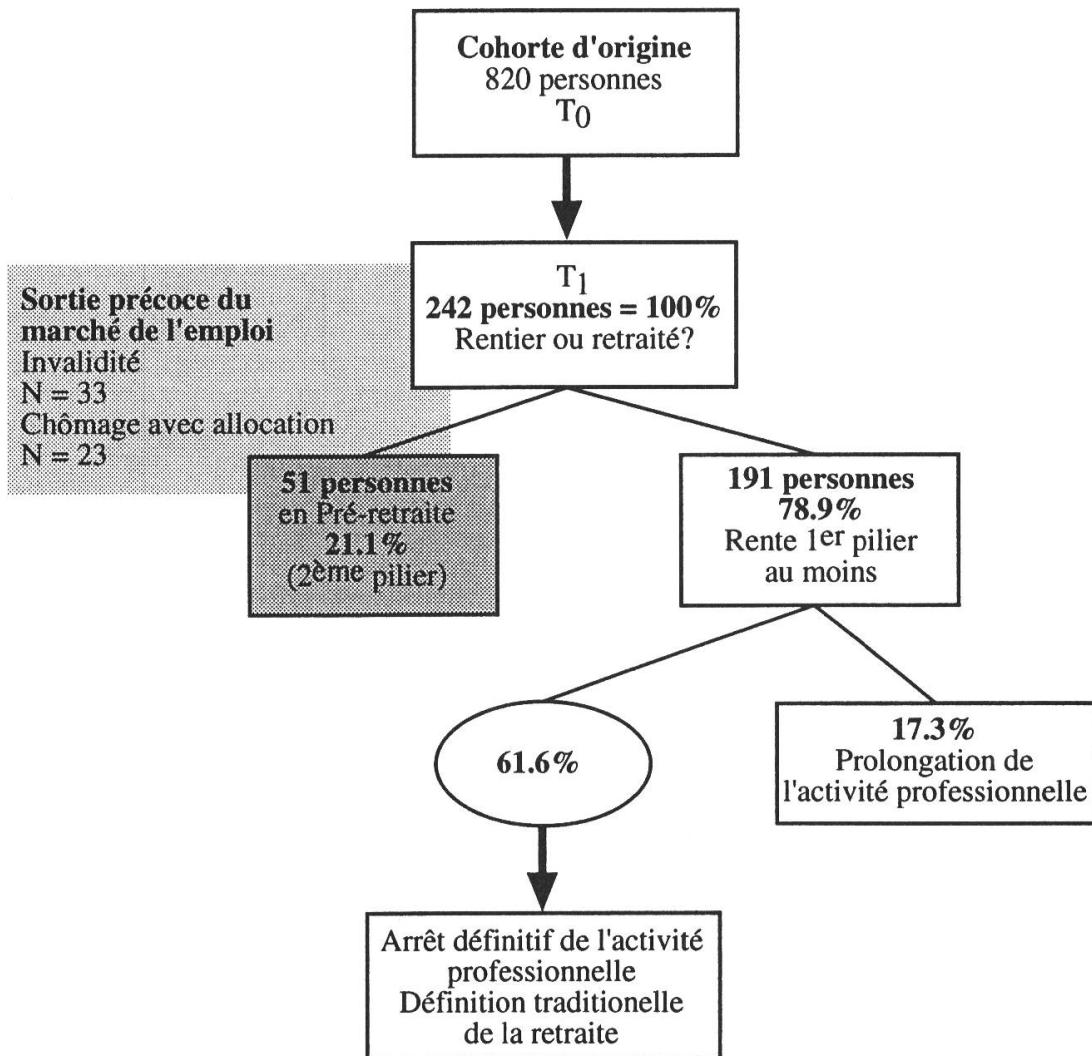 Cohorte d'origine
820 personnes
T0
T1
242 personnes = 100%
Rentier ou retraité?
Sortie précoce du
marché de l'emploi
Invalidité
N = 33
Chômage avec allocation
N = 23
51 personnes
en Pré-retraite
21.1%
(2ème pilier)
191 personnes
78.9%
Rente 1er pilier
au moins
61.6%
17.3%
Prolongation de
l'activité professionnelle
Arrêt définitif de l'activité
professionnelle
Définition traditionelle
de la retraite